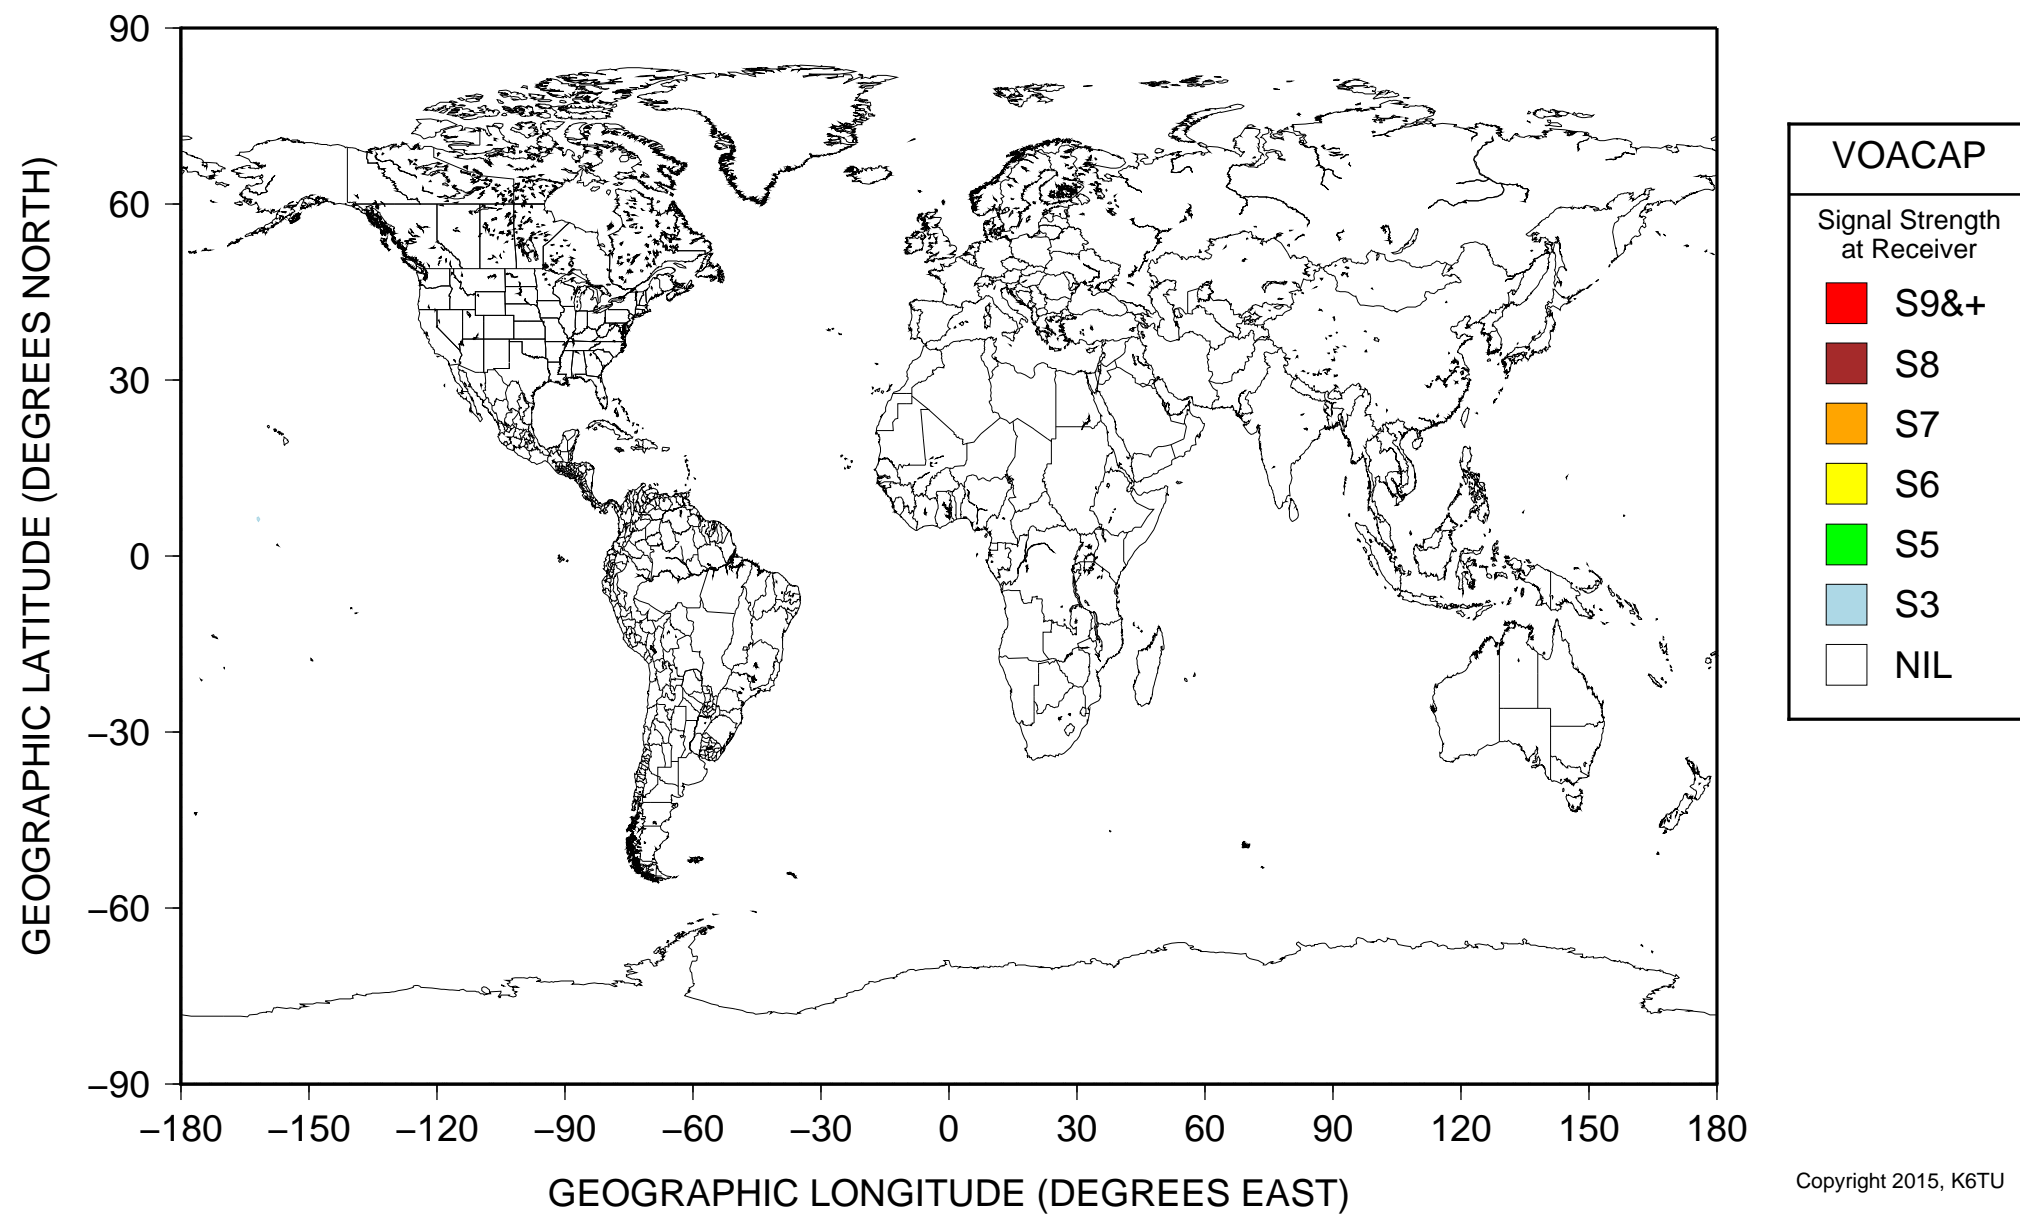 90
60
30
0
−30
−60
−90
GEOGRAPHIC LATITUDE (DEGREES NORTH)
−180 −150 −120 −90 −60 −30 0 30 60 90 120 150 180
GEOGRAPHIC LONGITUDE (DEGREES EAST)
VOACAP
Signal Strength
at Receiver
S9&+
S8
S7
S6
S5
S3
NIL
Copyright 2015, K6TU